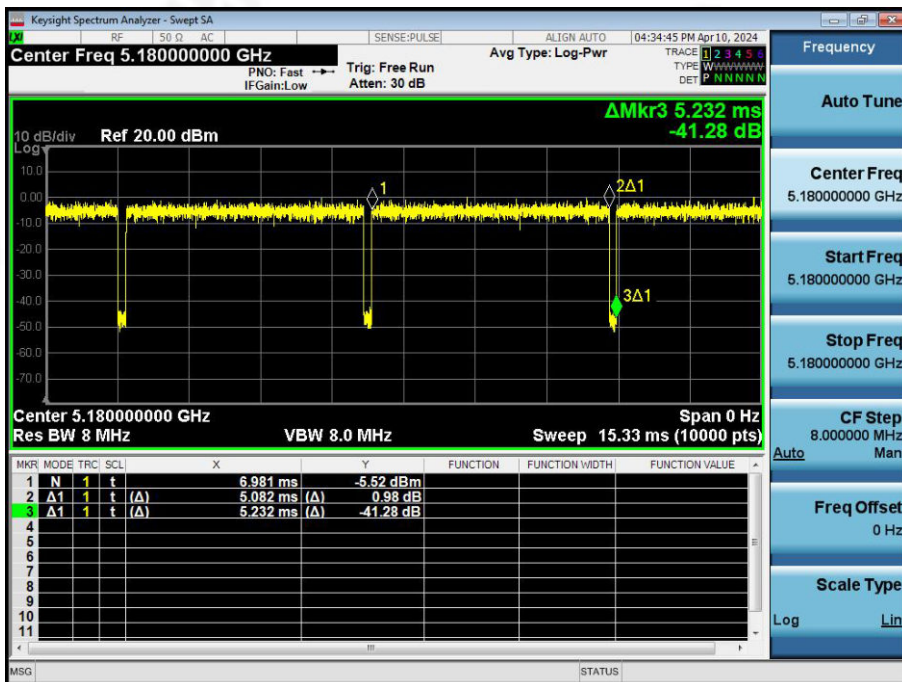 Keysight Spectrum Analyzer - Swept SA
LXI RF 50 Ω AC SENSE:PULSE ALIGN AUTO 04:34:45 PM Apr 10, 2024
Center Freq 5.180000000 GHz
PNO: Fast
IFGain:Low
Trig: Free Run
Atten: 30 dB
Avg Type: Log-Pwr
TRACE 1 2 3 4 5 6
TYPE WWWWWW
DET P N N N N N
ΔMkr3 5.232 ms
-41.28 dB
10 dB/div Ref 20.00 dBm
Log
10.0
0.00
-10.0
-20.0
-30.0
-40.0
-50.0
-60.0
-70.0
1
2Δ1
3Δ1
Center 5.180000000 GHz Span 0 Hz
Res BW 8 MHz VBW 8.0 MHz Sweep 15.33 ms (10000 pts)
MKR MODE TRC SCL X Y FUNCTION FUNCTION WIDTH FUNCTION VALUE
1 N 1 t 6.981 ms -5.52 dBm
2 Δ1 1 t (Δ) 5.082 ms (Δ) 0.98 dB
3 Δ1 1 t (Δ) 5.232 ms (Δ) -41.28 dB
4
5
6
7
8
9
10
11
MSG STATUS
Frequency
Auto Tune
Center Freq
5.180000000 GHz
Start Freq
5.180000000 GHz
Stop Freq
5.180000000 GHz
CF Step
8.000000 MHz
Auto Man
Freq Offset
0 Hz
Scale Type
Log Lin